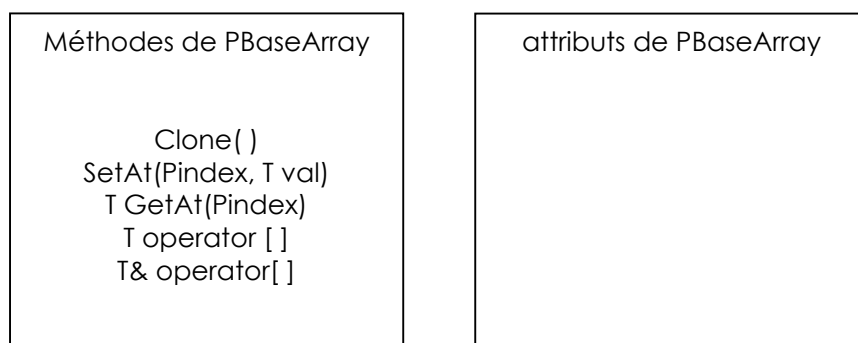 Méthodes de PBaseArray
Clone( )
SetAt(Pindex, T val)
T GetAt(Pindex)
T operator [ ]
T& operator[ ]
attributs de PBaseArray